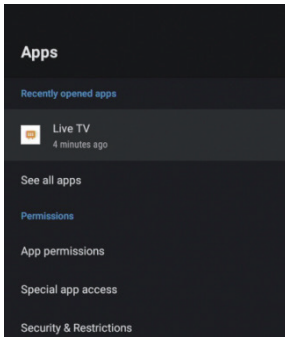 Apps
Recently opened apps
Live TV
4 minutes ago
See all apps
Permissions
App permissions
Special app access
Security & Restrictions